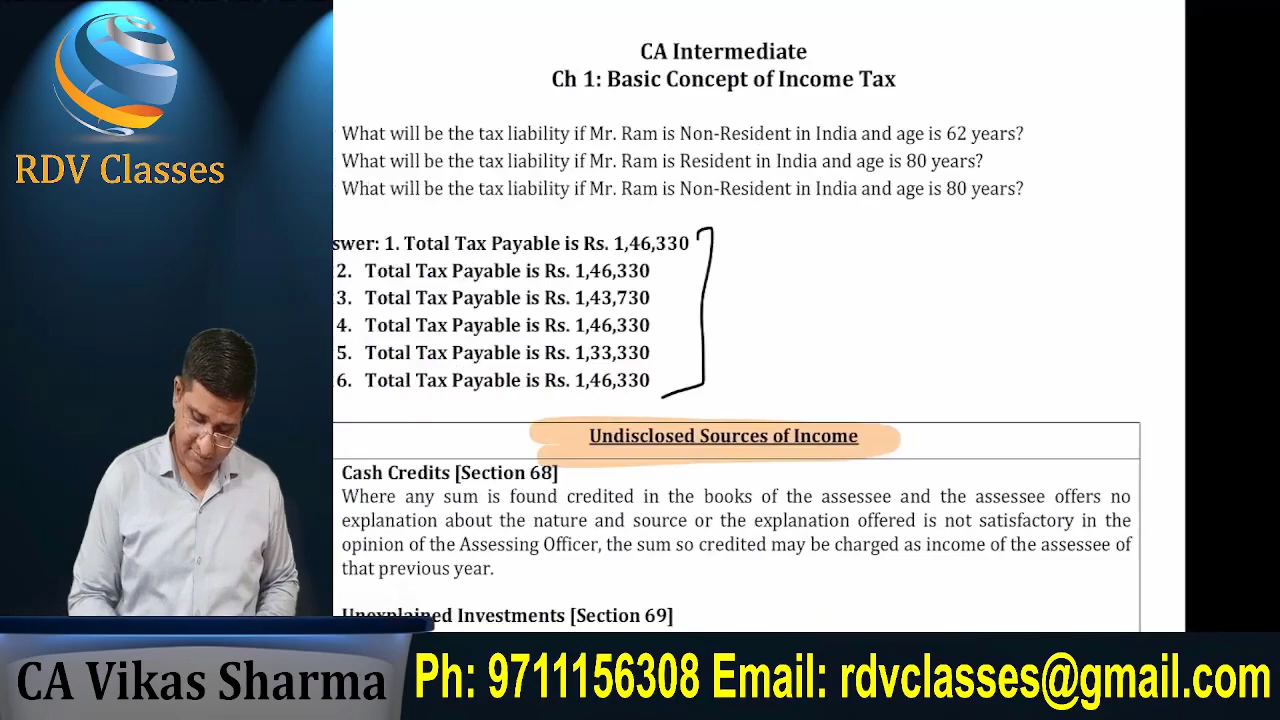 CA Intermediate
Ch 1: Basic Concept of Income Tax
What will be the tax liability if Mr. Ram is Non-Resident in India and age is 62 years?
What will be the tax liability if Mr. Ram is Resident in India and age is 80 years?
What will be the tax liability if Mr. Ram is Non-Resident in India and age is 80 years?
RDV Classes
swer: 1. Total Tax Payable is Rs. 1,46,330
2. Total Tax Payable is Rs. 1,46,330
3. Total Tax Payable is Rs. 1,43,730
4. Total Tax Payable is Rs. 1,46,330
5. Total Tax Payable is Rs. 1,33,330
6. Total Tax Payable is Rs. 1,46,330
Undisclosed Sources of Income
Cash Credits [Section 68]
Where any sum is found credited in the books of the assessee and the assessee offers no
explanation about the nature and source or the explanation offered is not satisfactory in the
opinion of the Assessing Officer, the sum so credited may be charged as income of the assessee of
that previous year.
Unexplained Investments [Section 69]
CA Vikas Sharma
Ph: 9711156308 Email: rdvclasses@gmail.com